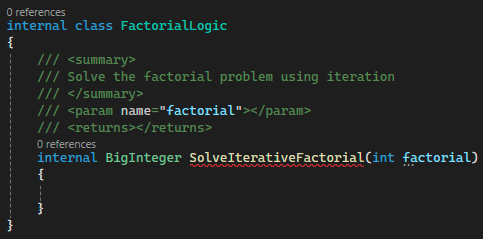 0 references
internal class FactorialLogic
{
/// <summary>
/// Solve the factorial problem using iteration
/// </summary>
/// <param name="factorial"></param>
/// <returns></returns>
0 references
internal BigInteger SolveIterativeFactorial(int factorial)
{
}
}